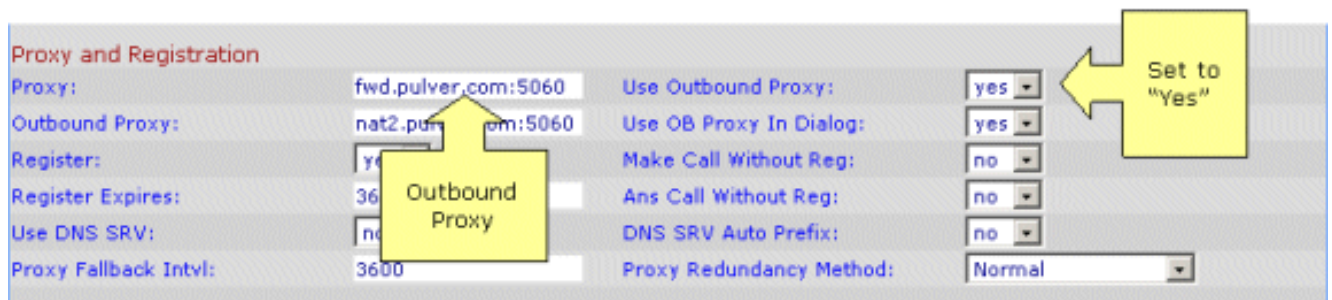 Proxy and Registration
Proxy: fwd.pulver.com:5060 Use Outbound Proxy: yes
Outbound Proxy: Use OB Proxy In Dialog: yes
Register: Make Call Without Reg: no
Register Expires: Ans Call Without Reg: no
Use DNS SRV: DNS SRV Auto Prefix: no
Proxy Fallback Intvl: 3600 Proxy Redundancy Method: Normal
Outbound
Proxy
Set to
"Yes"